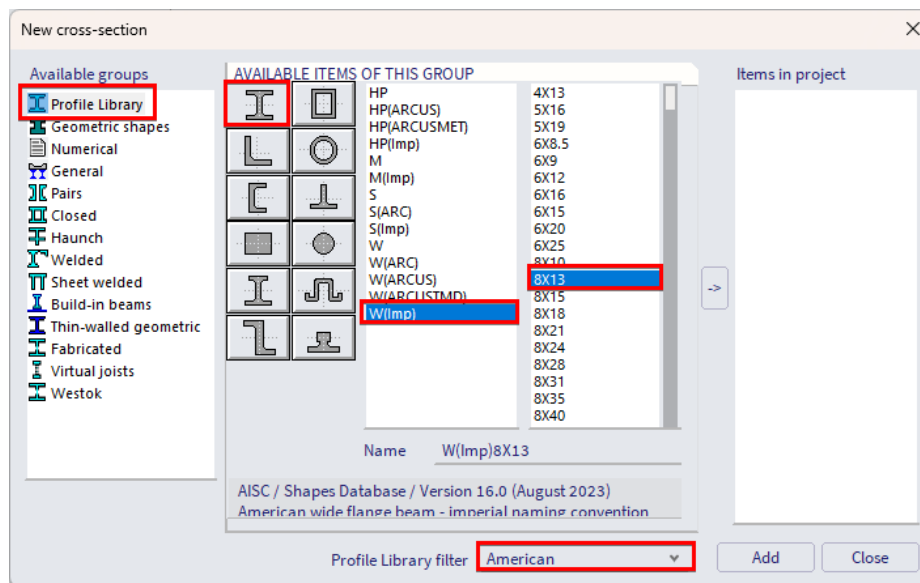 New cross-section
Available groups
Profile Library
Geometric shapes
Numerical
General
Pairs
Closed
Haunch
Welded
Sheet welded
Build-in beams
Thin-walled geometric
Fabricated
Virtual joists
Westok
AVAILABLE ITEMS OF THIS GROUP
HP
HP(ARCUS)
HP(ARCUSMET)
HP(Imp)
M
M(Imp)
S
S(ARC)
S(Imp)
W
W(ARC)
W(ARCUS)
W(ARCUSTMD)
W(Imp)
4X13
5X16
5X19
6X8.5
6X9
6X12
6X16
6X15
6X20
6X25
8X10
8X13
8X15
8X18
8X21
8X24
8X28
8X31
8X35
8X40
->
Items in project
Name W(Imp)8X13
AISC / Shapes Database / Version 16.0 (August 2023)
American wide flange beam - imperial naming convention
Profile Library filter American
Add
Close